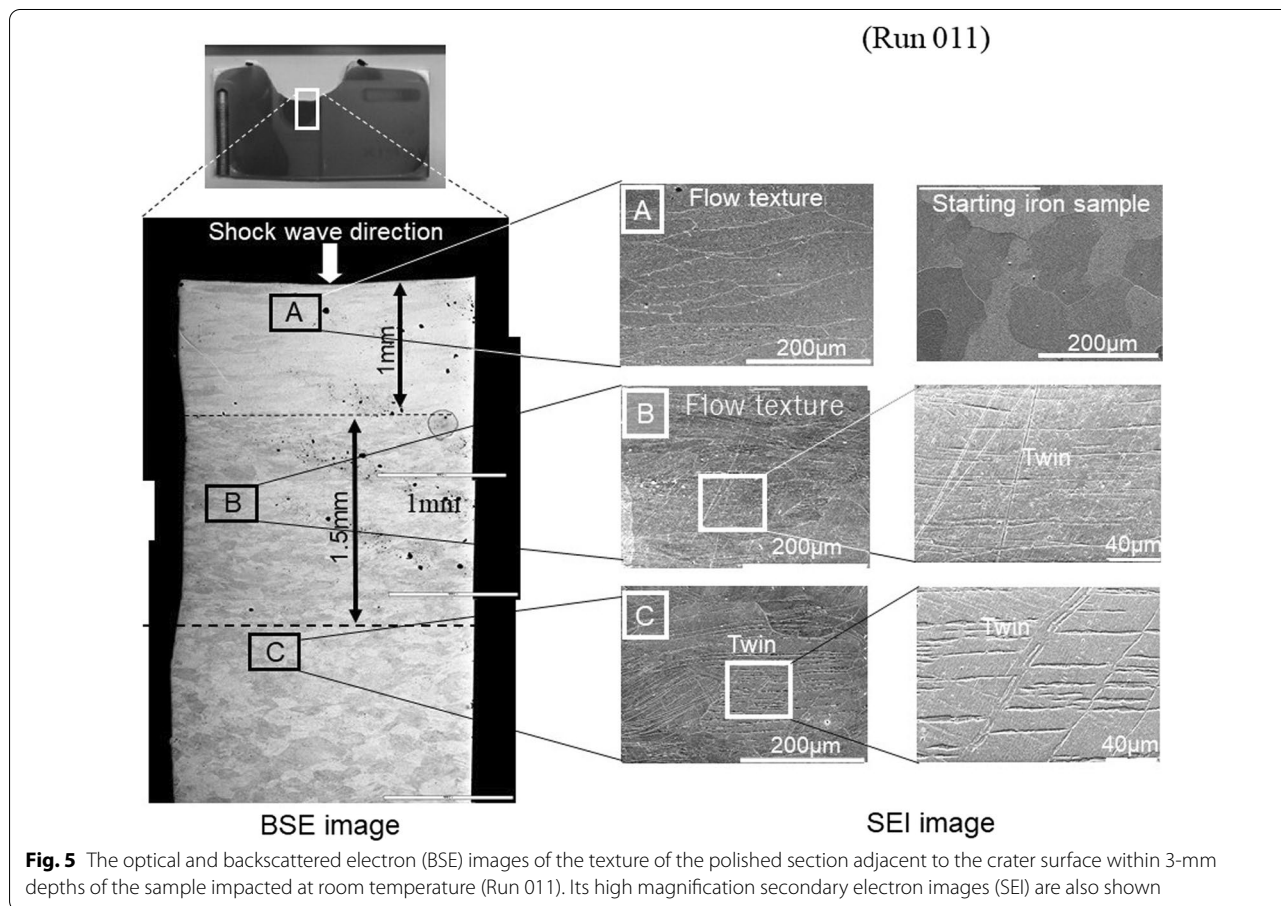 (Run 011)
Shock wave direction
A
1mm
B
1mm
1.5mm
C
BSE image
A
Flow texture
200µm
Starting iron sample
200µm
B
Flow texture
200µm
Twin
40µm
C
Twin
200µm
Twin
40µm
SEI image
Fig. 5 The optical and backscattered electron (BSE) images of the texture of the polished section adjacent to the crater surface within 3-mm
depths of the sample impacted at room temperature (Run 011). Its high magnification secondary electron images (SEI) are also shown